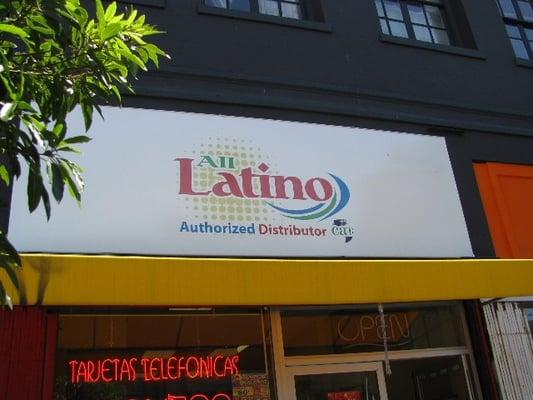 All
Latino
Authorized Distributor
OPEN
TARJETAS TELEFONICAS